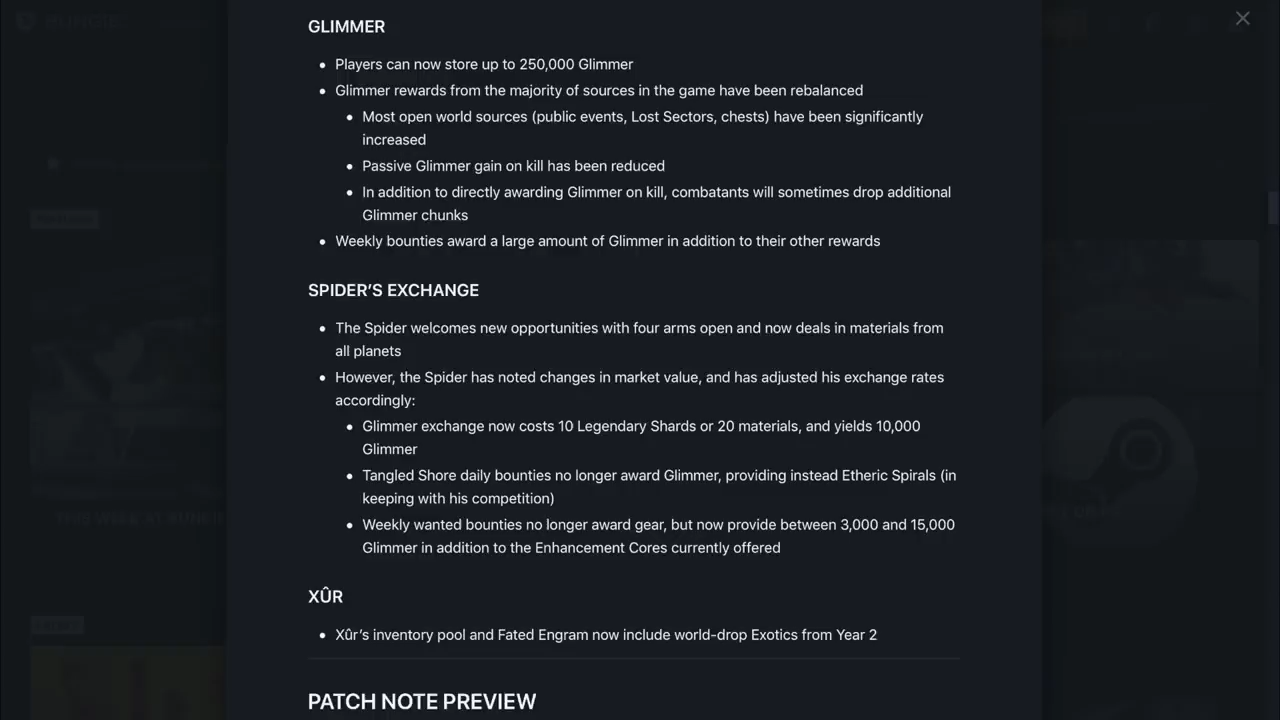 GLIMMER
Players can now store up to 250,000 Glimmer
Glimmer rewards from the majority of sources in the game have been rebalanced
Most open world sources (public events, Lost Sectors, chests) have been significantly
increased
Passive Glimmer gain on kill has been reduced
In addition to directly awarding Glimmer on kill, combatants will sometimes drop additional
Glimmer chunks
Weekly bounties award a large amount of Glimmer in addition to their other rewards
SPIDER’S EXCHANGE
The Spider welcomes new opportunities with four arms open and now deals in materials from
all planets
However, the Spider has noted changes in market value, and has adjusted his exchange rates
accordingly:
Glimmer exchange now costs 10 Legendary Shards or 20 materials, and yields 10,000
Glimmer
Tangled Shore daily bounties no longer award Glimmer, providing instead Etheric Spirals (in
keeping with his competition)
Weekly wanted bounties no longer award gear, but now provide between 3,000 and 15,000
Glimmer in addition to the Enhancement Cores currently offered
XÛR
Xûr’s inventory pool and Fated Engram now include world-drop Exotics from Year 2
PATCH NOTE PREVIEW